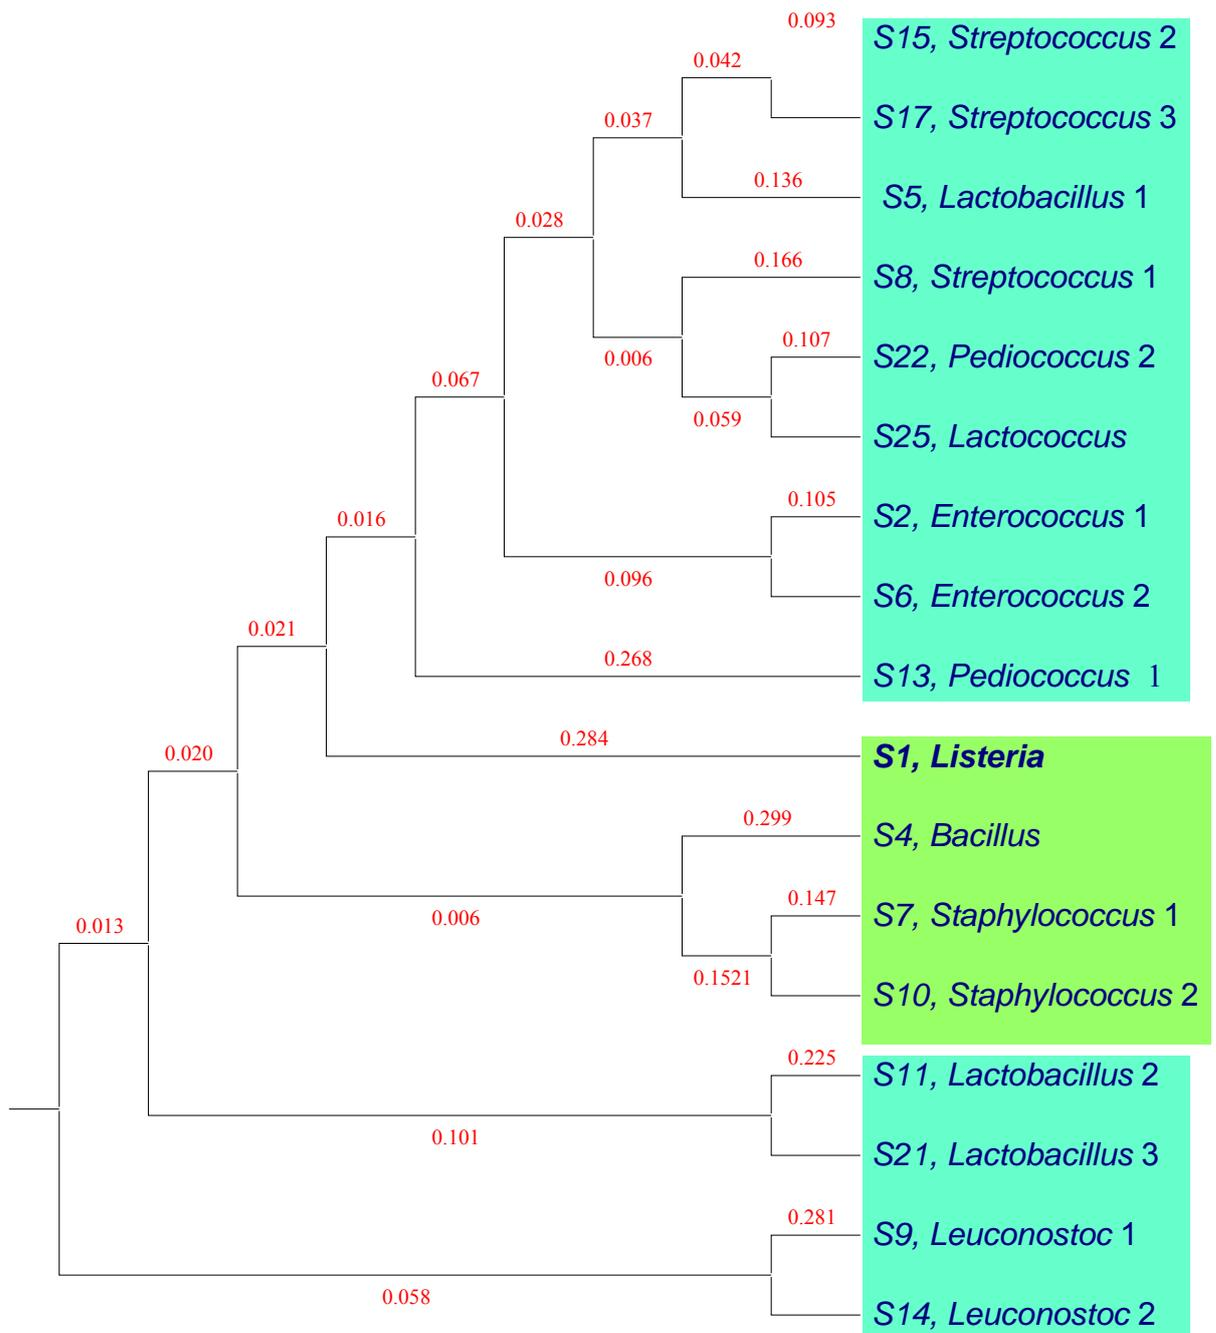 0.093
S15, Streptococcus 2
0.042
S17, Streptococcus 3
0.037
0.136
S5, Lactobacillus 1
0.028
0.166
S8, Streptococcus 1
0.107
0.006
S22, Pediococcus 2
0.067
0.059
S25, Lactococcus
0.105
0.016
S2, Enterococcus 1
0.096
S6, Enterococcus 2
0.021
0.268
S13, Pediococcus 1
0.284
0.020
S1, Listeria
0.299
S4, Bacillus
0.147
0.006
S7, Staphylococcus 1
0.013
0.1521
S10, Staphylococcus 2
0.225
S11, Lactobacillus 2
0.101
S21, Lactobacillus 3
0.281
S9, Leuconostoc 1
0.058
S14, Leuconostoc 2